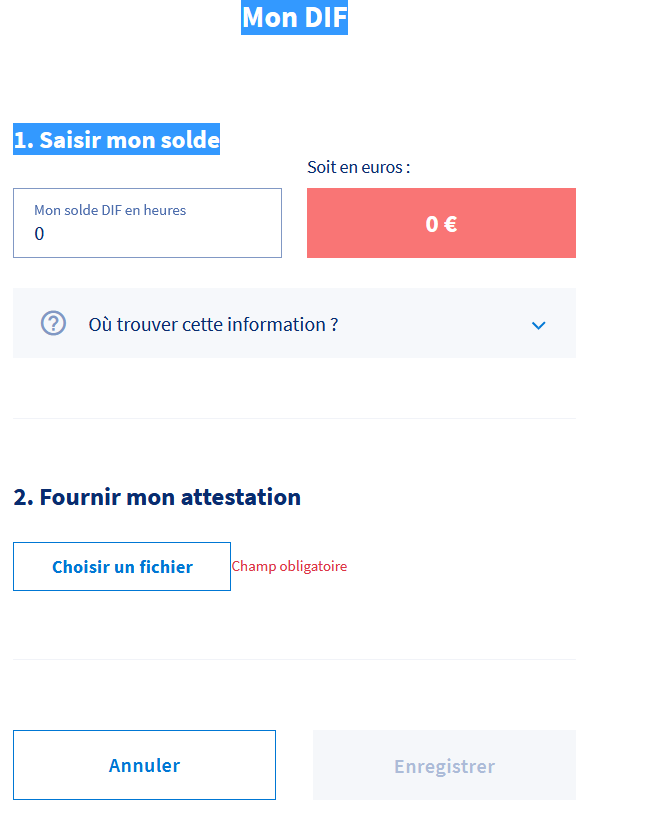 Mon DIF
1. Saisir mon solde
Soit en euros :
Mon solde DIF en heures
0
0 €
Où trouver cette information ?
2. Fournir mon attestation
Choisir un fichier
Champ obligatoire
Annuler
Enregistrer